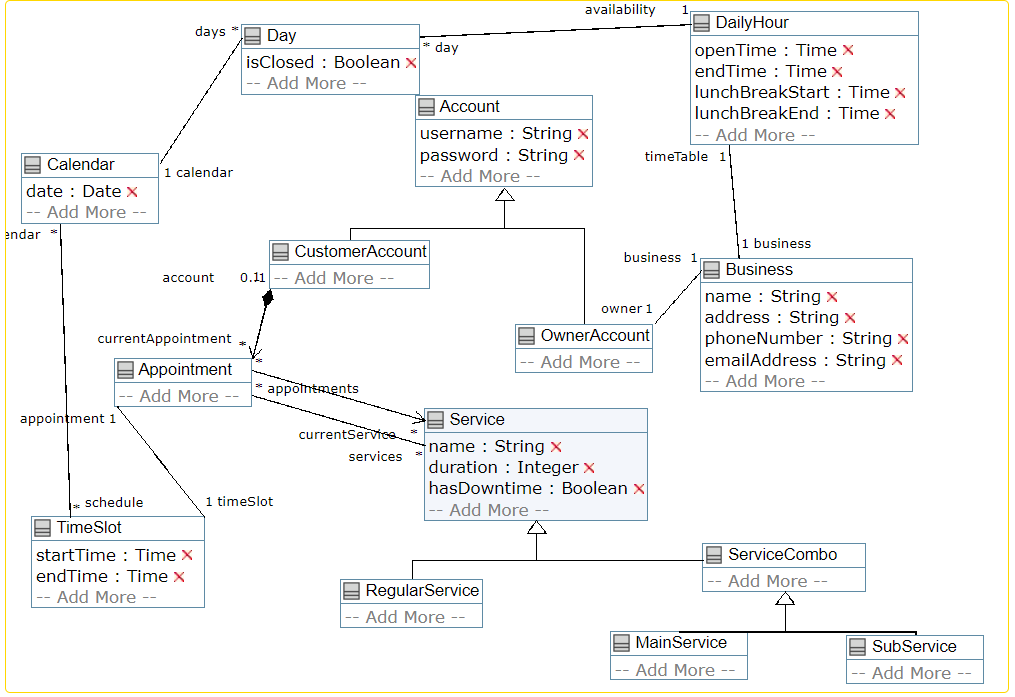 availability 1
DailyHour
days *
Day
* day
isClosed : Boolean
-- Add More --
openTime : Time
endTime : Time
lunchBreakStart : Time
lunchBreakEnd : Time
-- Add More --
Account
username : String
password : String
-- Add More --
timeTable 1
Calendar
1 calendar
date : Date
-- Add More --
endar *
CustomerAccount
-- Add More --
account
1 business
business 1
Business
name : String
address : String
phoneNumber : String
emailAddress : String
-- Add More --
owner 1
OwnerAccount
-- Add More --
currentAppointment *
*
Appointment
-- Add More --
* appointments
appointment 1
currentService *
services *
Service
name : String
duration : Integer
hasDowntime : Boolean
-- Add More --
* schedule
1 timeSlot
TimeSlot
startTime : Time
endTime : Time
-- Add More --
ServiceCombo
-- Add More --
RegularService
-- Add More --
MainService
-- Add More --
SubService
-- Add More --